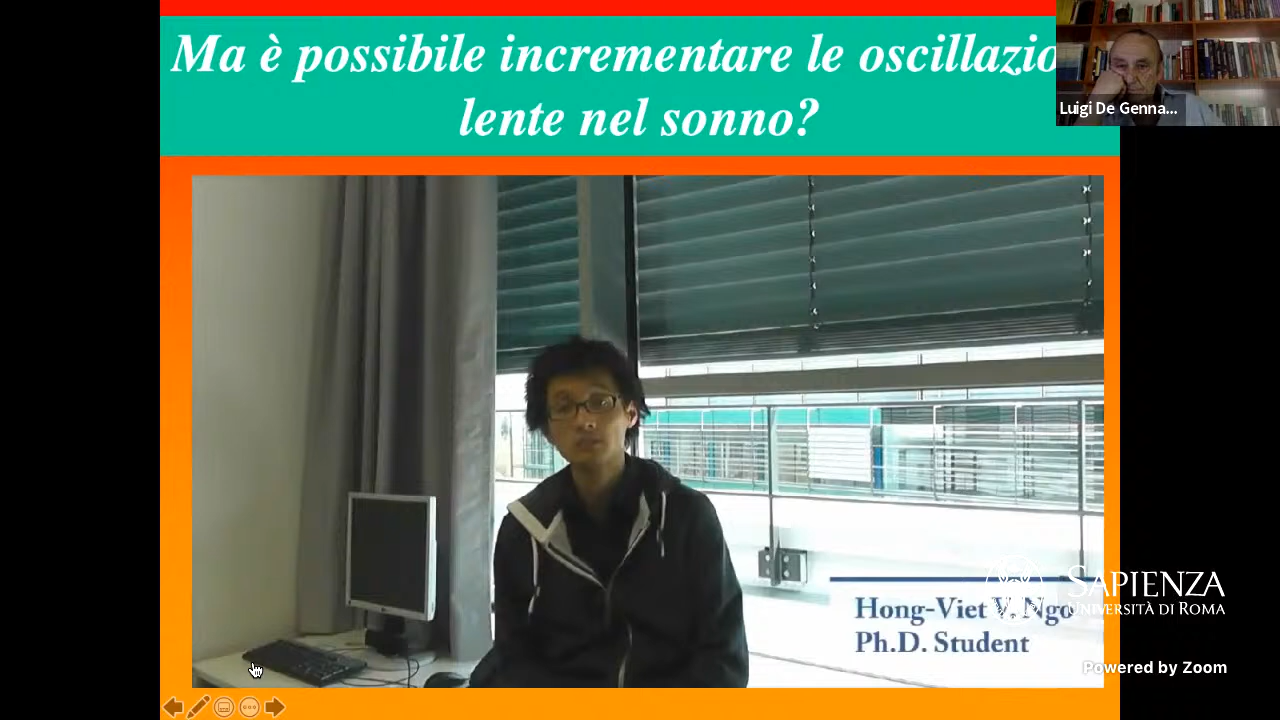 Ma è possibile incrementare le oscillazio
lente nel sonno?
Luigi De Genna...
Hong-Viet V. Ngo
Ph.D. Student
SAPIENZA
UNIVERSITÀ DI ROMA
Powered by Zoom